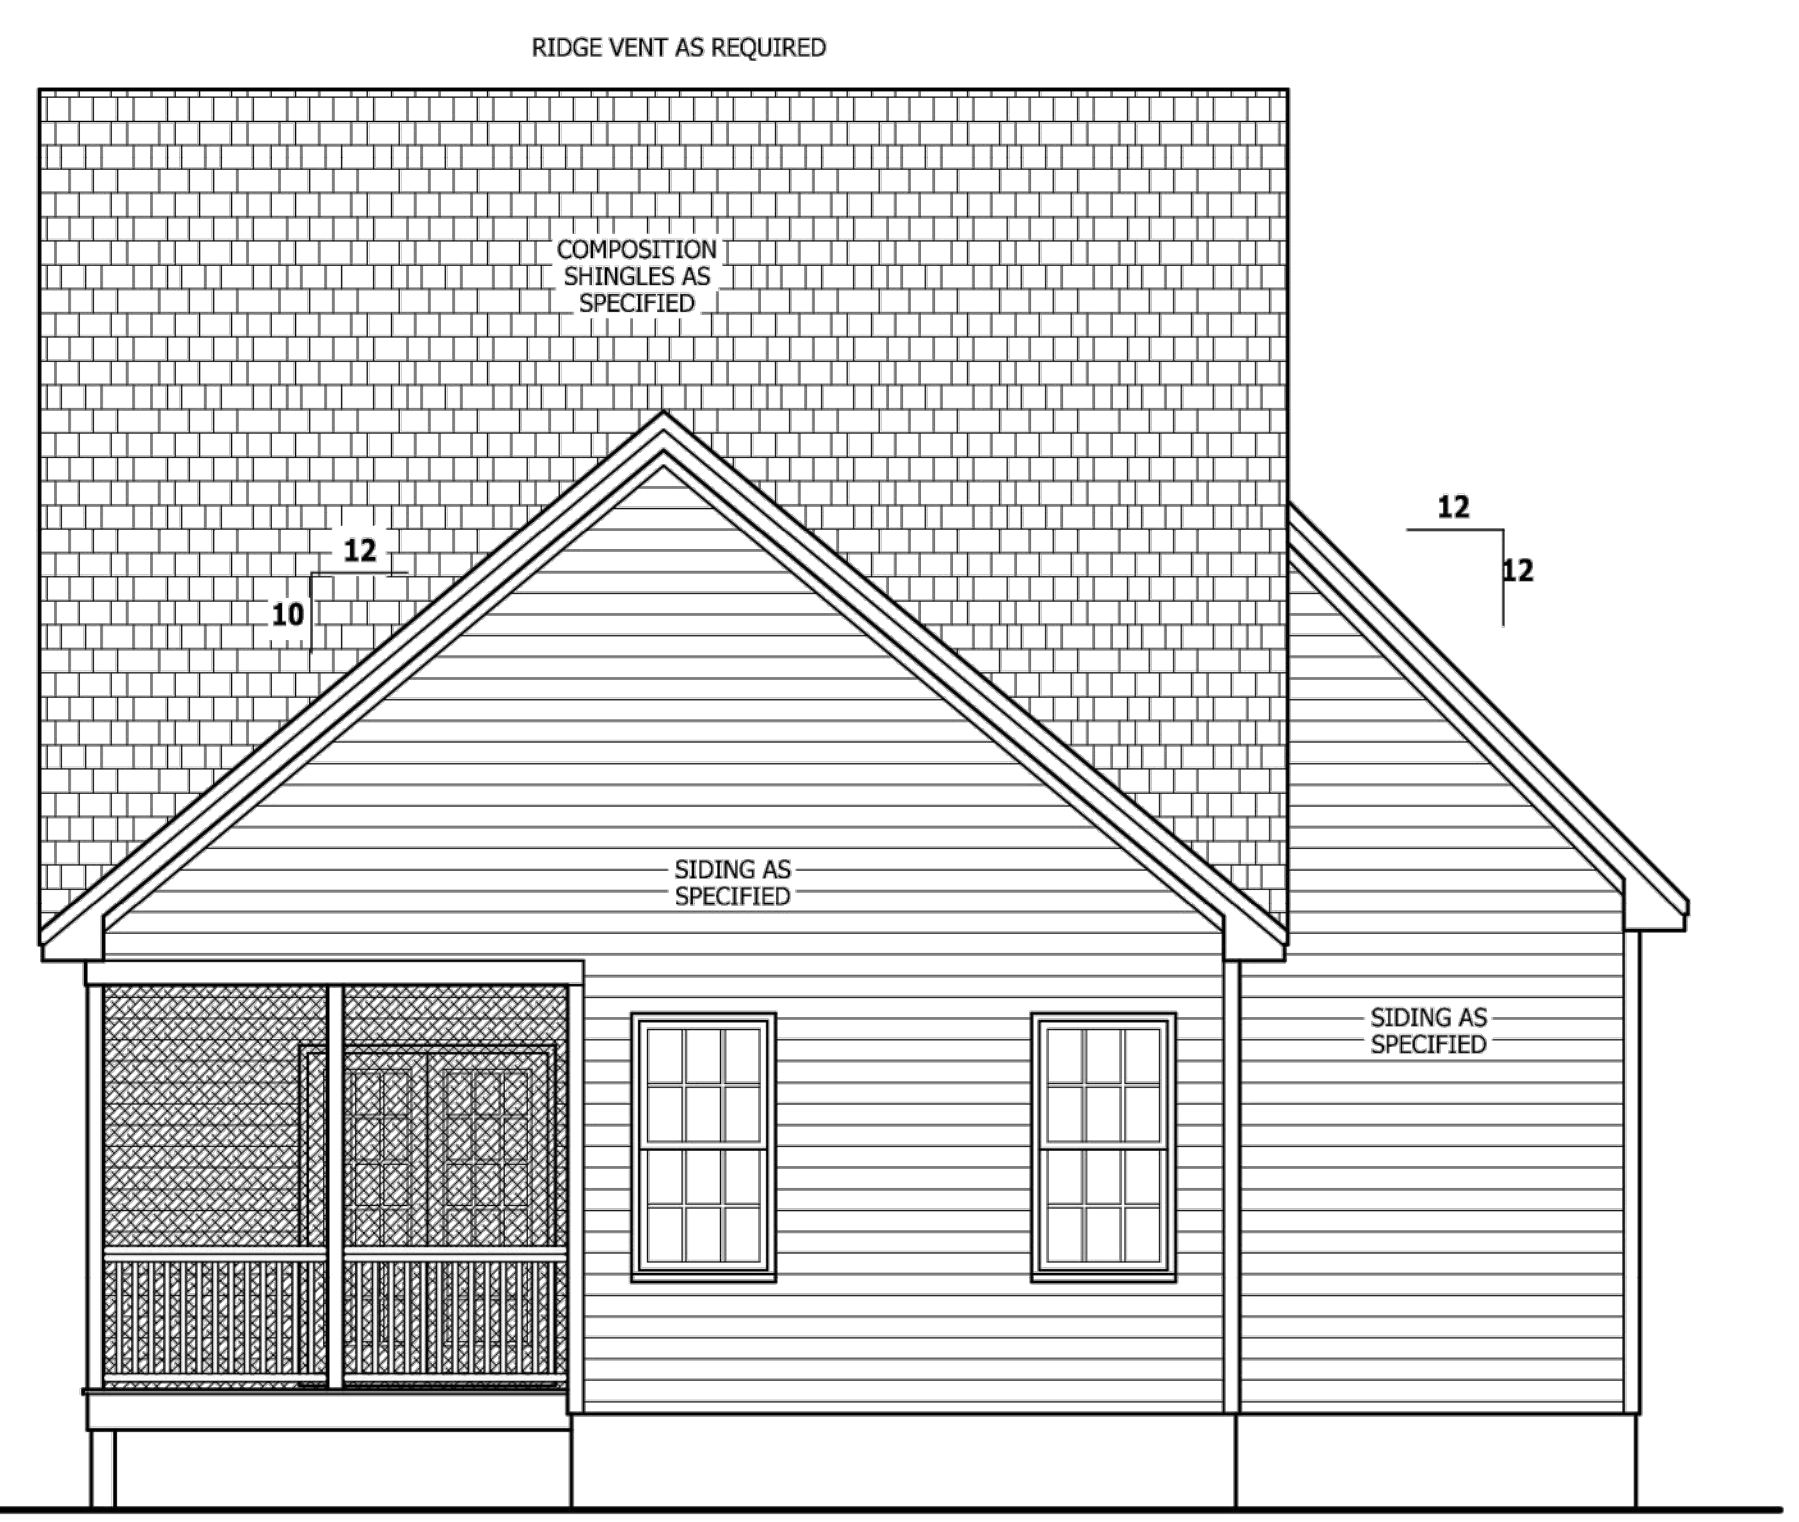 RIDGE VENT AS REQUIRED
COMPOSITION
SHINGLES AS
SPECIFIED
12
12
12
10
SIDING AS
SPECIFIED
SIDING AS
SPECIFIED